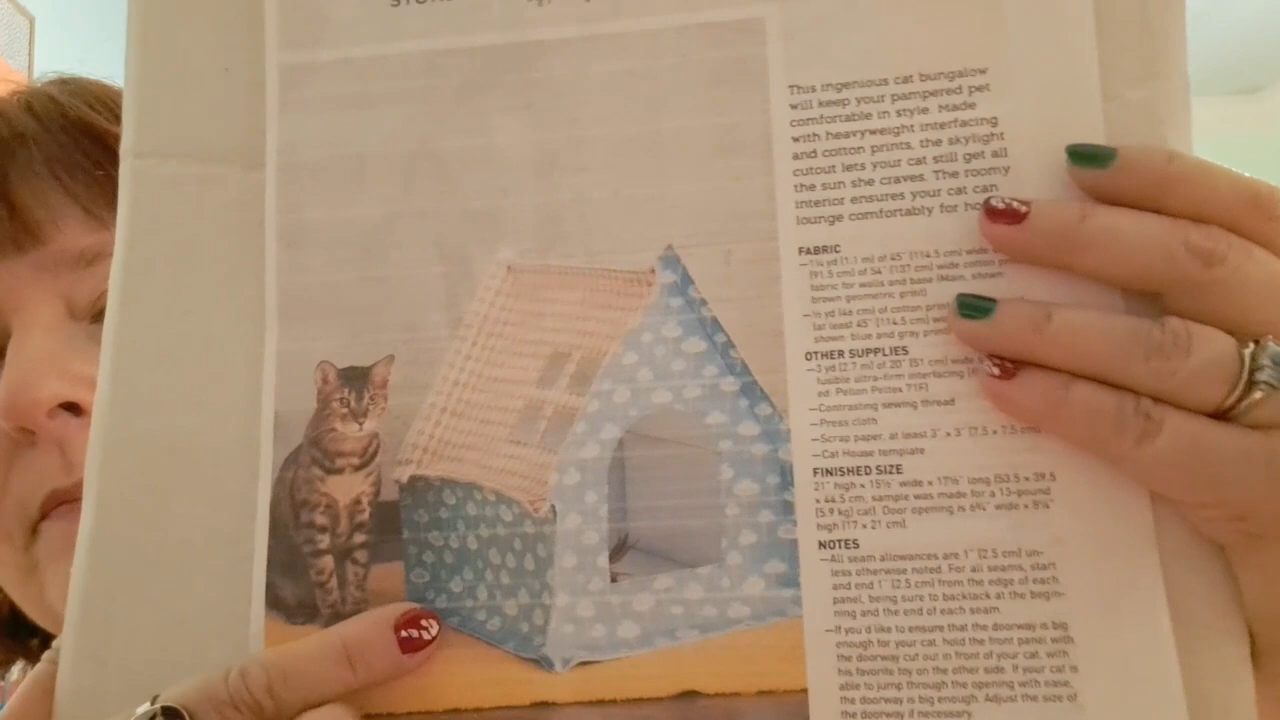 This ingenious cat bungalow
will keep your pampered pet
comfortable in style. Made
with heavyweight interfacing
and cotton prints, the skylight
cutout lets your cat still get all
the sun she craves. The roomy
interior ensures your cat can
lounge comfortably for
FABRIC
—1¼ yd (1.1 m) of 45" (114.5 cm) wide
(91.5 cm) of 54" (137 cm) wide cotton
fabric for walls and base (Main, shown:
brown geometric print)
—½ yd (46 cm) of cotton print
(at least 45" [114.5 cm]
shown: blue and gray
OTHER SUPPLIES
—3 yd (2.7 m) of 20" (51 cm) wide
fusible ultra-firm interfacing
ed: Pellon Peltex 71F)
—Contrasting sewing thread
—Press cloth
—Scrap paper, at least 3" x 3" (7.5 x 7.5 cm)
—Cat House template
FINISHED SIZE
21" high x 15½" wide x 17½" long (53.5 x 39.5
x 44.5 cm; sample was made for a 13-pound
[5.9 kg] cat). Door opening is 6¾" wide x 8¼"
high (17 x 21 cm).
NOTES
—All seam allowances are 1" (2.5 cm) un-
less otherwise noted. For all seams, start
and end 1" (2.5 cm) from the edge of each
panel, being sure to backtack at the begin-
ning and the end of each seam.
—If you'd like to ensure that the doorway is big
enough for your cat, hold the front panel with
the doorway cut out in front of your cat, with
his favorite toy on the other side. If your cat is
able to jump through the opening with ease,
the doorway is big enough. Adjust the size of
the doorway if necessary.